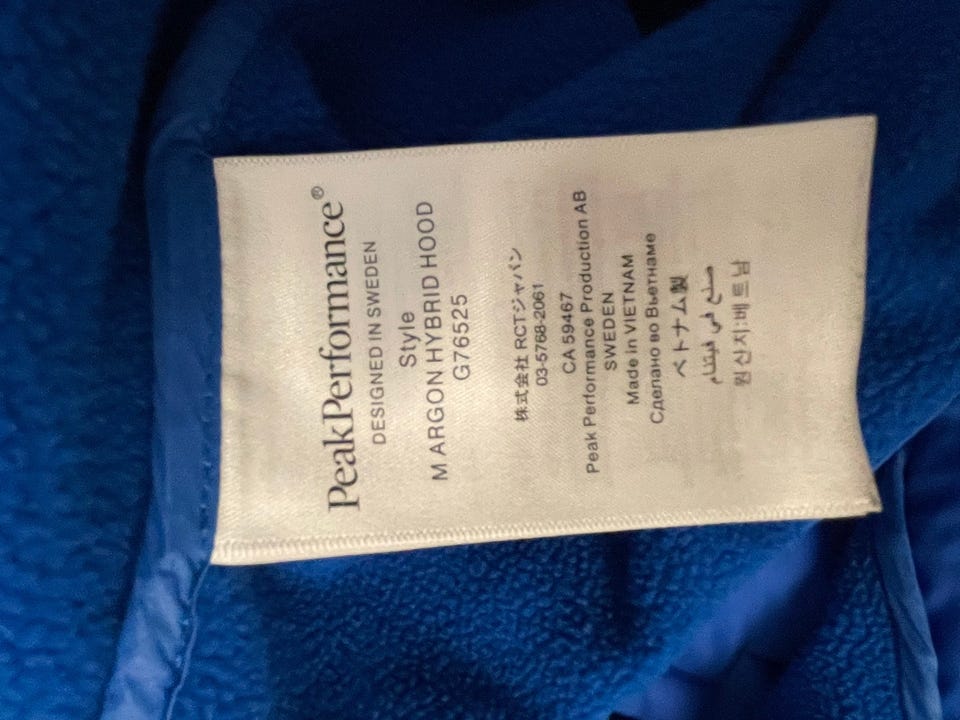 PeakPerformance®
DESIGNED IN SWEDEN
Style
M ARGON HYBRID HOOD
G76525
株式会社 RCTジャパン
03-5768-2061
CA 59467
Peak Performance Production AB
SWEDEN
Made in VIETNAM
Сделано во Вьетнаме
ベトナム製
صلع في فيتنام
원산지:베트남